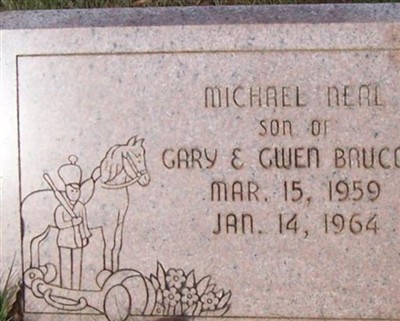 MICHAEL NEAL
SON OF
GARY & GWEN
MAR. 15, 1959
JAN. 14, 1964